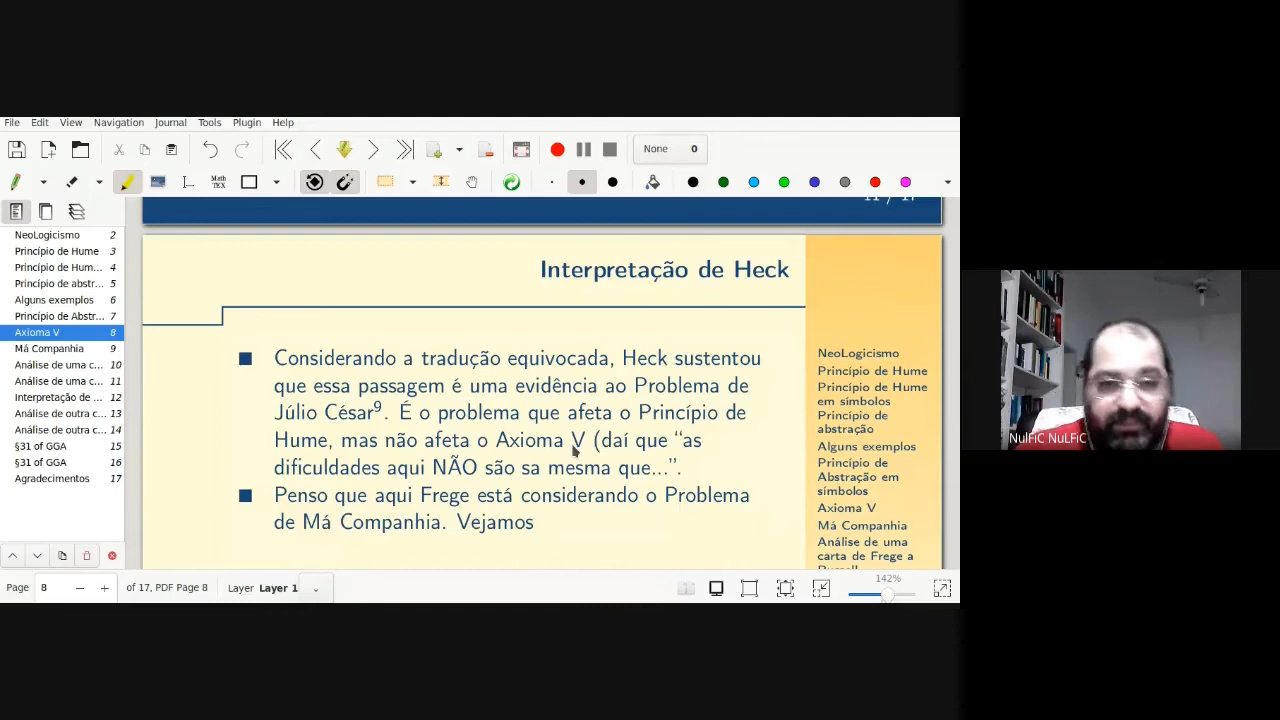 File Edit View Navigation Journal Tools Plugin Help
None 0
Math TEX
NeoLogicismo 2
Princípio de Hume 3
Princípio de Hum... 4
Princípio de abstr... 5
Alguns exemplos 6
Princípio de Abstr... 7
Axioma V 8
Má Companhia 9
Análise de uma c... 10
Análise de uma c... 11
Interpretação de ... 12
Análise de outra c... 13
Análise de outra c... 14
§31 of GGA 15
§31 of GGA 16
Agradecimentos 17
Interpretação de Heck
Considerando a tradução equivocada, Heck sustentou
que essa passagem é uma evidência ao Problema de
Júlio César9. É o problema que afeta o Princípio de
Hume, mas não afeta o Axioma V (daí que “as
dificuldades aqui NÃO são sa mesma que...”.
Penso que aqui Frege está considerando o Problema
de Má Companhia. Vejamos
NeoLogicismo
Princípio de Hume
Princípio de Hume
em símbolos
Princípio de
abstração
Alguns exemplos
Princípio de
Abstração em
símbolos
Axioma V
Má Companhia
Análise de uma
carta de Frege a
Page 8 of 17, PDF Page 8 Layer Layer 1
142%
NulFiC NuLFiC